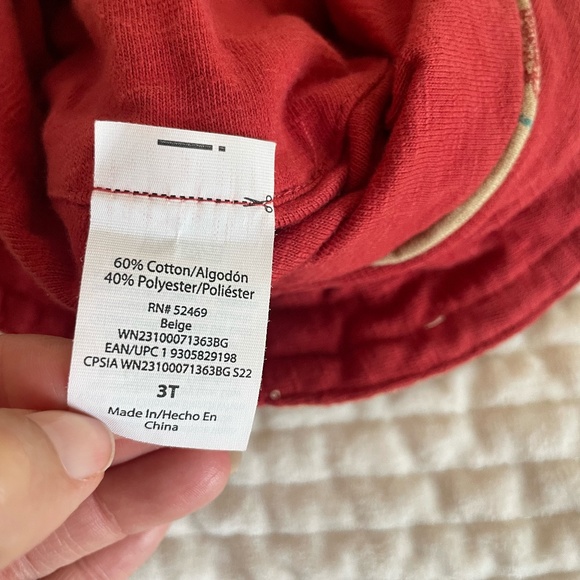 60% Cotton/Algodón
40% Polyester/Poliéster
RN# 52469
Beige
WN23100071363BG
EAN/UPC 1 9305829198
CPSIA WN23100071363BG S22
3T
Made In/Hecho En
China